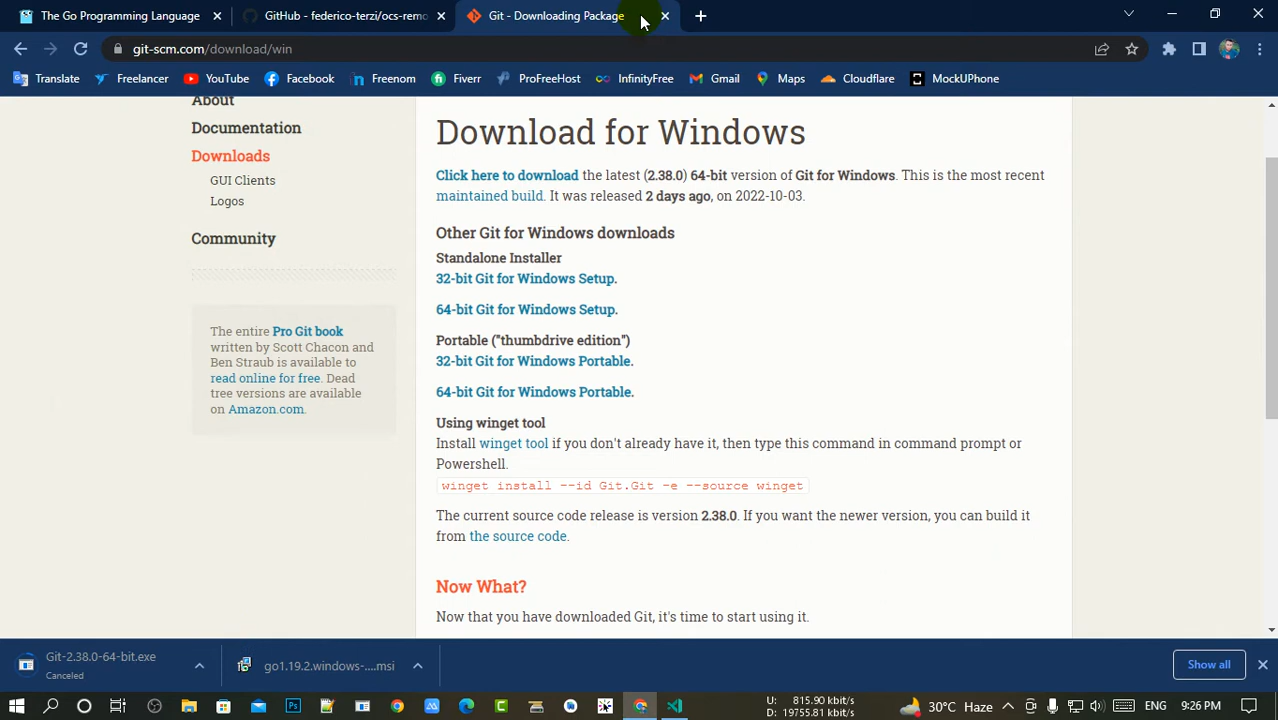 The Go Programming Language
GitHub - federico-terzi/ocs-remo
Git - Downloading Package
git-scm.com/download/win
Translate
Freelancer
YouTube
Facebook
Freenom
Fiverr
ProFreeHost
InfinityFree
Gmail
Maps
Cloudflare
MockUPhone
About
Documentation
Downloads
GUI Clients
Logos
Community
The entire Pro Git book
written by Scott Chacon and
Ben Straub is available to
read online for free. Dead
tree versions are available
on Amazon.com.
Download for Windows
Click here to download the latest (2.38.0) 64-bit version of Git for Windows. This is the most recent
maintained build. It was released 2 days ago, on 2022-10-03.
Other Git for Windows downloads
Standalone Installer
32-bit Git for Windows Setup.
64-bit Git for Windows Setup.
Portable ("thumbdrive edition")
32-bit Git for Windows Portable.
64-bit Git for Windows Portable.
Using winget tool
Install winget tool if you don't already have it, then type this command in command prompt or
Powershell.
winget install --id Git.Git -e --source winget
The current source code release is version 2.38.0. If you want the newer version, you can build it
from the source code.
Now What?
Now that you have downloaded Git, it's time to start using it.
Git-2.38.0-64-bit.exe
Canceled
go1.19.2.windows-....msi
Show all
U: 815.90 kbit/s
D: 19755.81 kbit/s
30°C Haze
ENG
9:26 PM